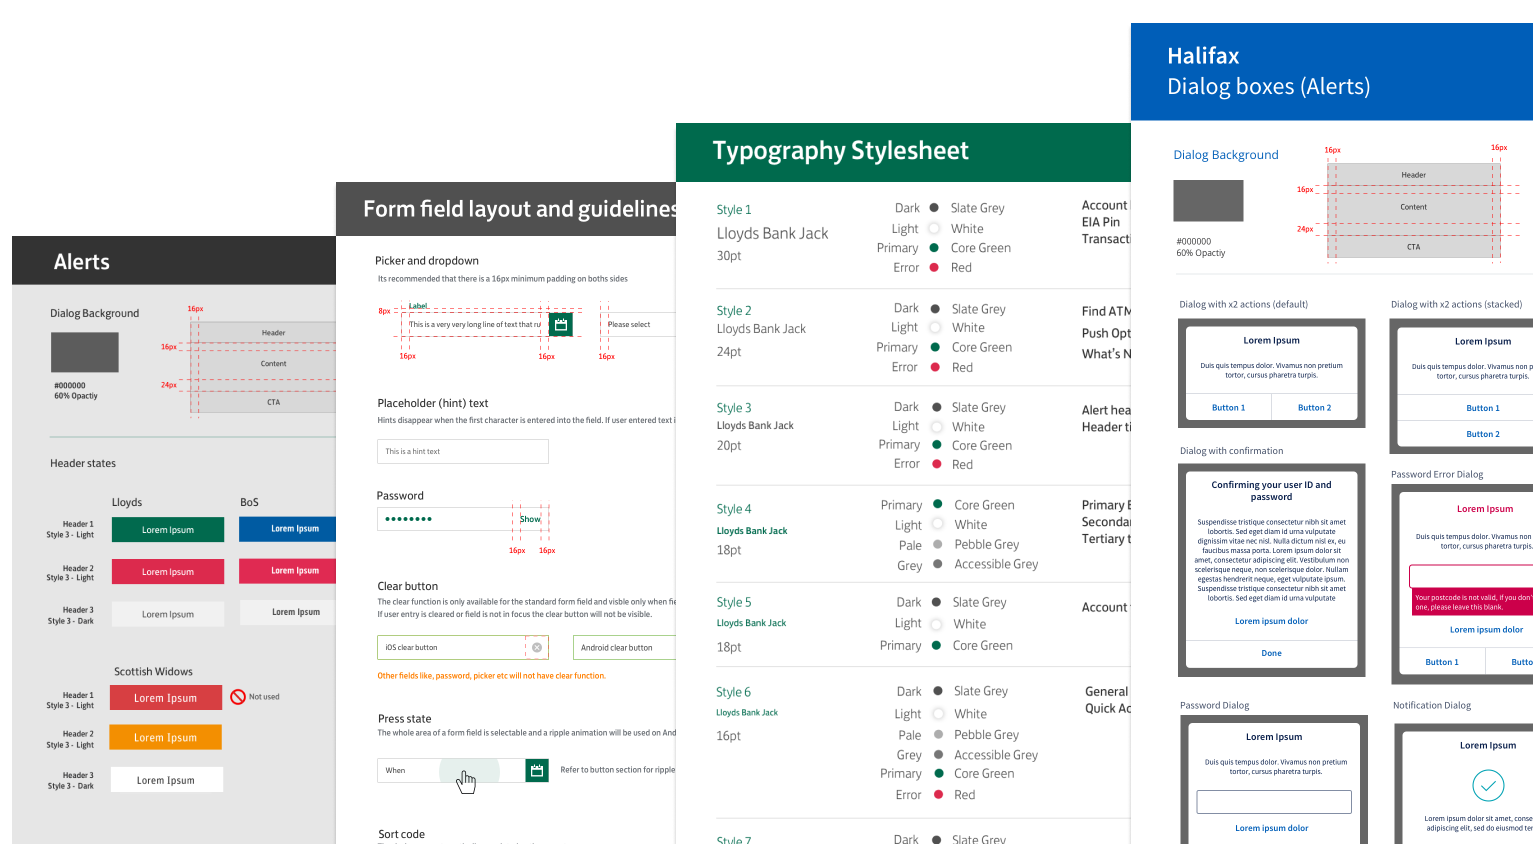 Alerts
Dialog Background
#000000
60% Opactiy
16px
16px
24px
Header
Content
CTA
Header states
Lloyds
BoS
Header 1
Style 3 - Light
Lorem Ipsum
Lorem Ipsum
Header 2
Style 3 - Light
Lorem Ipsum
Lorem Ipsum
Header 3
Style 3 - Dark
Lorem Ipsum
Lorem Ipsum
Scottish Widows
Header 1
Style 3 - Light
Lorem Ipsum
Not used
Header 2
Style 3 - Light
Lorem Ipsum
Header 3
Style 3 - Dark
Lorem Ipsum
Form field layout and guidelines
Picker and dropdown
Its recommended that there is a 16px minimum padding on boths sides
8px
Label
This is a very very long line of text that ru
Please select
16px
16px
16px
Placeholder (hint) text
Hints disappear when the first character is entered into the field. If user entered text i
This is a hint text
Password
Show
16px
16px
Clear button
The clear function is only available for the standard form field and visble only when fie
If user entry is cleared or field is not in focus the clear button will not be visible.
iOS clear button
Android clear button
Other fields like, password, picker etc will not have clear function.
Press state
The whole area of a form field is selectable and a ripple animation will be used on And
When
Refer to button section for ripple
Sort code
Typography Stylesheet
Style 1
Lloyds Bank Jack
30pt
Dark Slate Grey
Light White
Primary Core Green
Error Red
Account
EIA Pin
Transacti
Style 2
Lloyds Bank Jack
24pt
Dark Slate Grey
Light White
Primary Core Green
Error Red
Find ATM
Push Opt
What's N
Style 3
Lloyds Bank Jack
20pt
Dark Slate Grey
Light White
Primary Core Green
Error Red
Alert hea
Header ti
Style 4
Lloyds Bank Jack
18pt
Primary Core Green
Light White
Pale Pebble Grey
Grey Accessible Grey
Primary B
Secondar
Tertiary t
Style 5
Lloyds Bank Jack
18pt
Dark Slate Grey
Light White
Primary Core Green
Account
Style 6
Lloyds Bank Jack
16pt
Dark Slate Grey
Light White
Pale Pebble Grey
Grey Accessible Grey
Primary Core Green
Error Red
General
Quick Ac
Style 7
Dark Slate Grey
Halifax
Dialog boxes (Alerts)
Dialog Background
#000000
60% Opactiy
16px
16px
16px
24px
Header
Content
CTA
Dialog with x2 actions (default)
Lorem Ipsum
Duis quis tempus dolor. Vivamus non pretium
tortor, cursus pharetra turpis.
Button 1
Button 2
Dialog with x2 actions (stacked)
Lorem Ipsum
Duis quis tempus dolor. Vivamus non p
tortor, cursus pharetra turpis.
Button 1
Button 2
Dialog with confirmation
Confirming your user ID and
password
Suspendisse tristique consectetur nibh sit amet
lobortis. Sed eget diam id urna vulputate
dignissim vitae nec nisl. Nulla dictum nisl ex, eu
faucibus massa porta. Lorem ipsum dolor sit
amet, consectetur adipiscing elit. Vestibulum non
scelerisque neque, non scelerisque dolor. Nullam
egestas hendrerit neque, eget vulputate ipsum.
Suspendisse tristique consectetur nibh sit amet
lobortis. Sed eget diam id urna vulputate
Lorem ipsum dolor
Done
Password Error Dialog
Lorem Ipsum
Duis quis tempus dolor. Vivamus non
tortor, cursus pharetra turpis.
Your postcode is not valid, if you don'
one, please leave this blank.
Lorem ipsum dolor
Button 1
Butto
Password Dialog
Lorem Ipsum
Duis quis tempus dolor. Vivamus non pretium
tortor, cursus pharetra turpis.
Lorem ipsum dolor
Notification Dialog
Lorem Ipsum
Lorem ipsum dolor sit amet, conse
adipiscing elit, sed do eiusmod ter